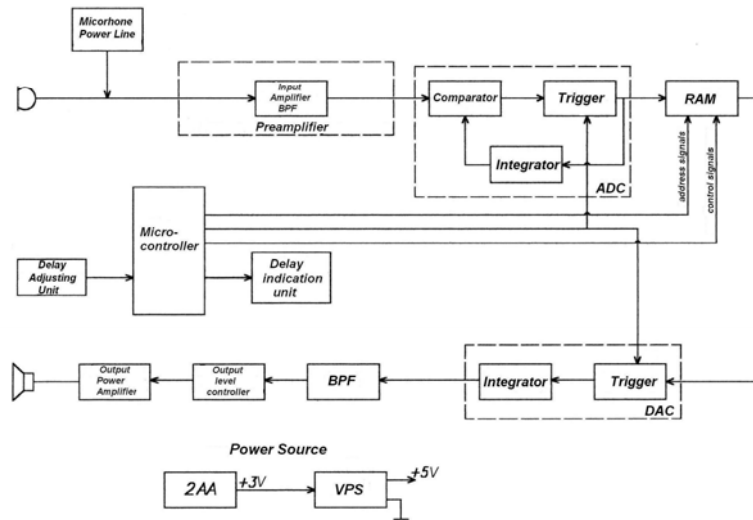 Micorhone
Power Line
Input
Amplifier
BPF
Preamplifier
Comparator
Trigger
Integrator
ADC
RAM
address signals
control signals
Micro-
controller
Delay
Adjusting
Unit
Delay
indication
unit
Output
Power
Amplifier
Output
level
controller
BPF
Integrator
Trigger
DAC
Power Source
2AA
+3V
VPS
+5V